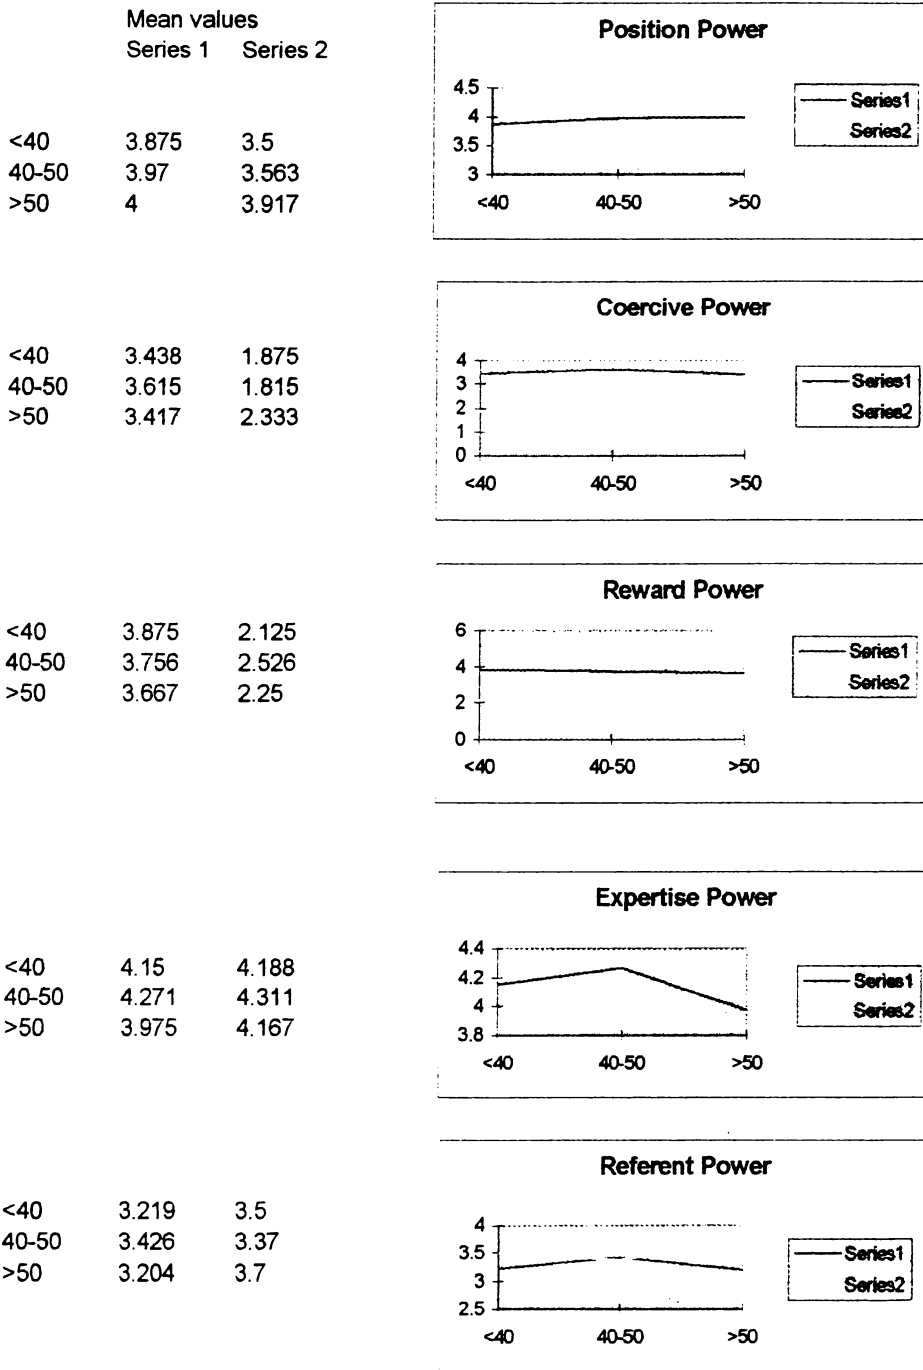 Mean values
Series 1 Series 2
<40 3.875 3.5
40-50 3.97 3.563
>50 4 3.917
Position Power
4.5
4
3.5
3
<40 40-50 >50
Series1
Series2
<40 3.438 1.875
40-50 3.615 1.815
>50 3.417 2.333
Coercive Power
4
3
2
1
0
<40 40-50 >50
Series1
Series2
<40 3.875 2.125
40-50 3.756 2.526
>50 3.667 2.25
Reward Power
6
4
2
0
<40 40-50 >50
Series1
Series2
<40 4.15 4.188
40-50 4.271 4.311
>50 3.975 4.167
Expertise Power
4.4
4.2
4
3.8
<40 40-50 >50
Series1
Series2
<40 3.219 3.5
40-50 3.426 3.37
>50 3.204 3.7
Referent Power
4
3.5
3
2.5
<40 40-50 >50
Series1
Series2